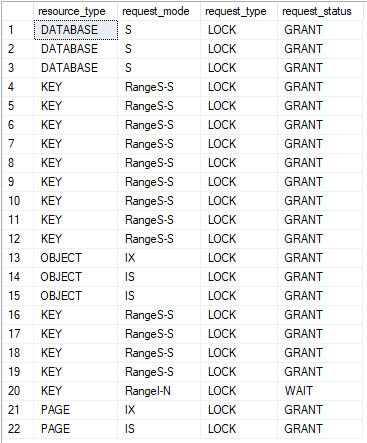 resource_type request_mode request_type request_status
1 DATABASE S LOCK GRANT
2 DATABASE S LOCK GRANT
3 DATABASE S LOCK GRANT
4 KEY RangeS-S LOCK GRANT
5 KEY RangeS-S LOCK GRANT
6 KEY RangeS-S LOCK GRANT
7 KEY RangeS-S LOCK GRANT
8 KEY RangeS-S LOCK GRANT
9 KEY RangeS-S LOCK GRANT
10 KEY RangeS-S LOCK GRANT
11 KEY RangeS-S LOCK GRANT
12 KEY RangeS-S LOCK GRANT
13 OBJECT IX LOCK GRANT
14 OBJECT IS LOCK GRANT
15 OBJECT IS LOCK GRANT
16 KEY RangeS-S LOCK GRANT
17 KEY RangeS-S LOCK GRANT
18 KEY RangeS-S LOCK GRANT
19 KEY RangeS-S LOCK GRANT
20 KEY RangeI-N LOCK WAIT
21 PAGE IX LOCK GRANT
22 PAGE IS LOCK GRANT